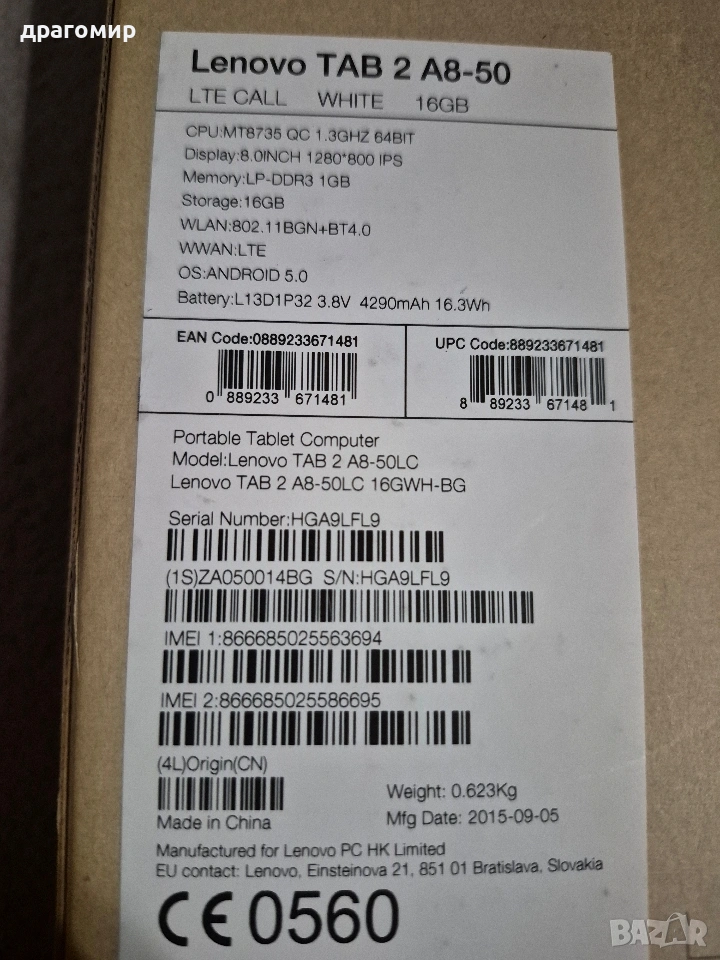 драгомир
Lenovo TAB 2 A8-50
LTE CALL WHITE 16GB
CPU:MT8735 QC 1.3GHZ 64BIT
Display:8.0INCH 1280*800 IPS
Memory:LP-DDR3 1GB
Storage:16GB
WLAN:802.11BGN+BT4.0
WWAN:LTE
OS:ANDROID 5.0
Battery:L13D1P32 3.8V 4290mAh 16.3Wh
EAN Code:0889233671481
0 889233 671481
UPC Code:889233671481
8 89233 67148 1
Portable Tablet Computer
Model:Lenovo TAB 2 A8-50LC
Lenovo TAB 2 A8-50LC 16GWH-BG
Serial Number:HGA9LFL9
(1S)ZA050014BG S/N:HGA9LFL9
IMEI 1:866685025563694
IMEI 2:866685025586695
(4L)Origin(CN)
Made in China
Weight: 0.623Kg
Mfg Date: 2015-09-05
Manufactured for Lenovo PC HK Limited
EU contact: Lenovo, Einsteinova 21, 851 01 Bratislava, Slovakia
CE 0560
BAZAR